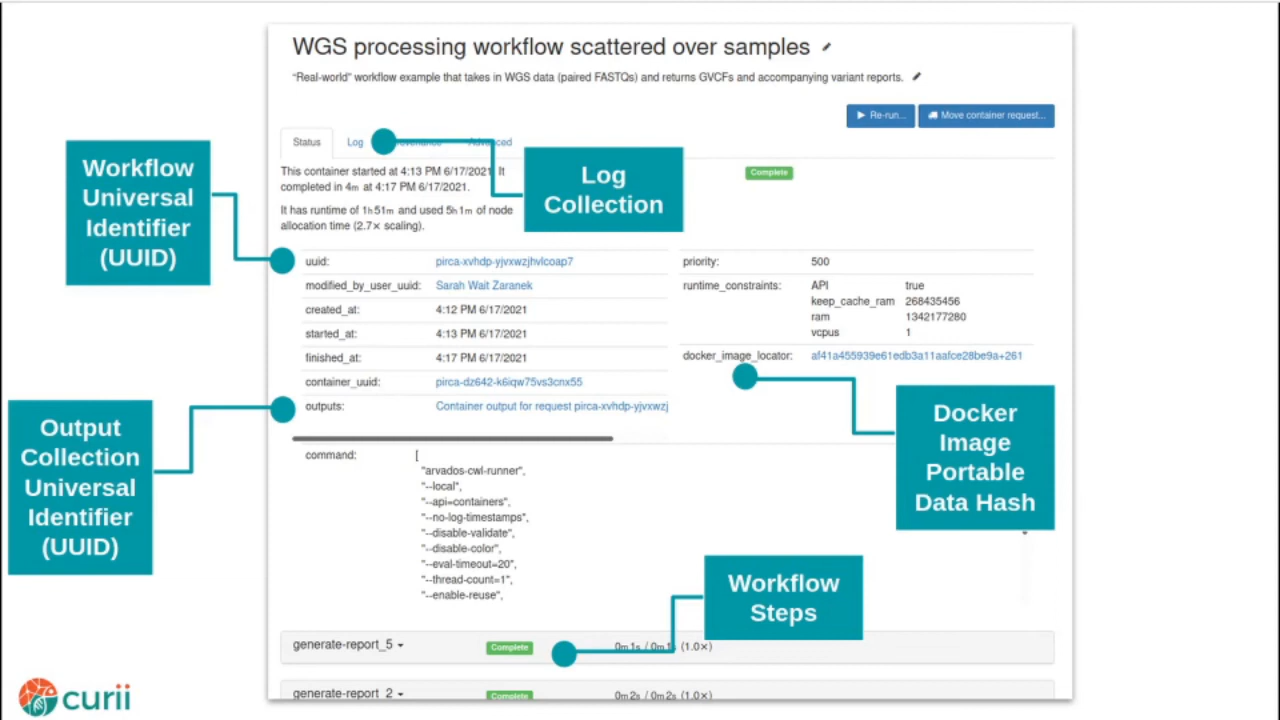 WGS processing workflow scattered over samples
"Real-world" workflow example that takes in WGS data (paired FASTQs) and returns GVCFs and accompanying variant reports.
Re-run...
Move container request...
Status
Log
Advanced
This container started at 4:13 PM 6/17/2021. It
completed in 4m at 4:17 PM 6/17/2021.
Complete
It has runtime of 1h51m and used 5h1m of node
allocation time (2.7× scaling).
Workflow
Universal
Identifier
(UUID)
Log
Collection
uuid: pirca-xvhdp-yjvxwzjhvlcoap7
modified_by_user_uuid: Sarah Wait Zaranek
created_at: 4:12 PM 6/17/2021
started_at: 4:13 PM 6/17/2021
finished_at: 4:17 PM 6/17/2021
container_uuid: pirca-dz642-k6iqw75vs3cnx55
outputs: Container output for request pirca-xvhdp-yjvxwzj
priority: 500
runtime_constraints: API true
keep_cache_ram 268435456
ram 1342177280
vcpus 1
docker_image_locator: af41a455939e61edb3a11aafce28be9a+261
Output
Collection
Universal
Identifier
(UUID)
Docker
Image
Portable
Data Hash
command: [
"arvados-cwl-runner",
"--local",
"--api=containers",
"--no-log-timestamps",
"--disable-validate",
"--disable-color",
"--eval-timeout=20",
"--thread-count=1",
"--enable-reuse",
Workflow
Steps
generate-report_5 Complete 0m1s / 0m1s (1.0×)
generate-report_2 Complete 0m2s / 0m2s (1.0×)
curii